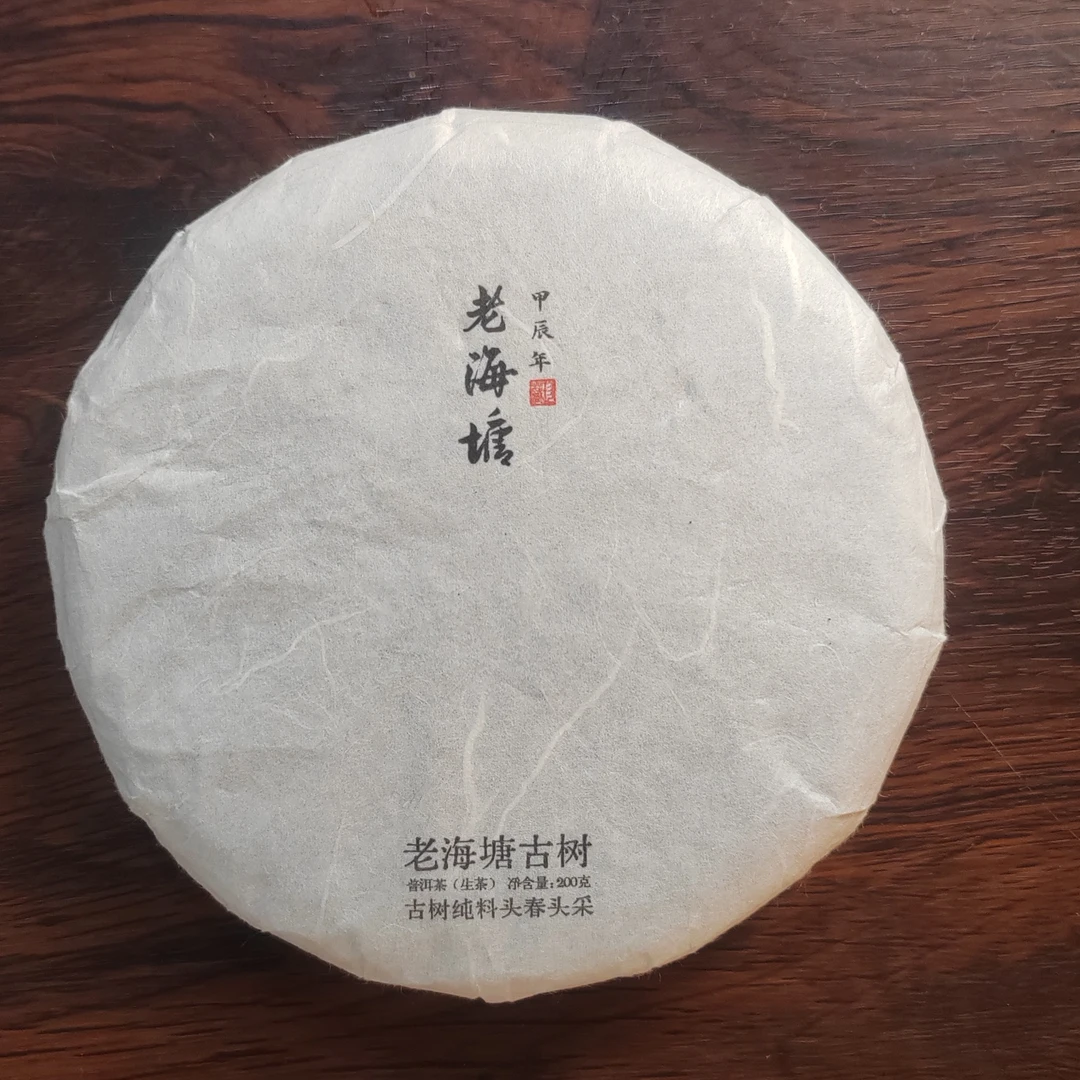 甲辰年
老海塘
老海塘古树
普洱茶（生茶） 净含量:200克
古树纯料头春头采